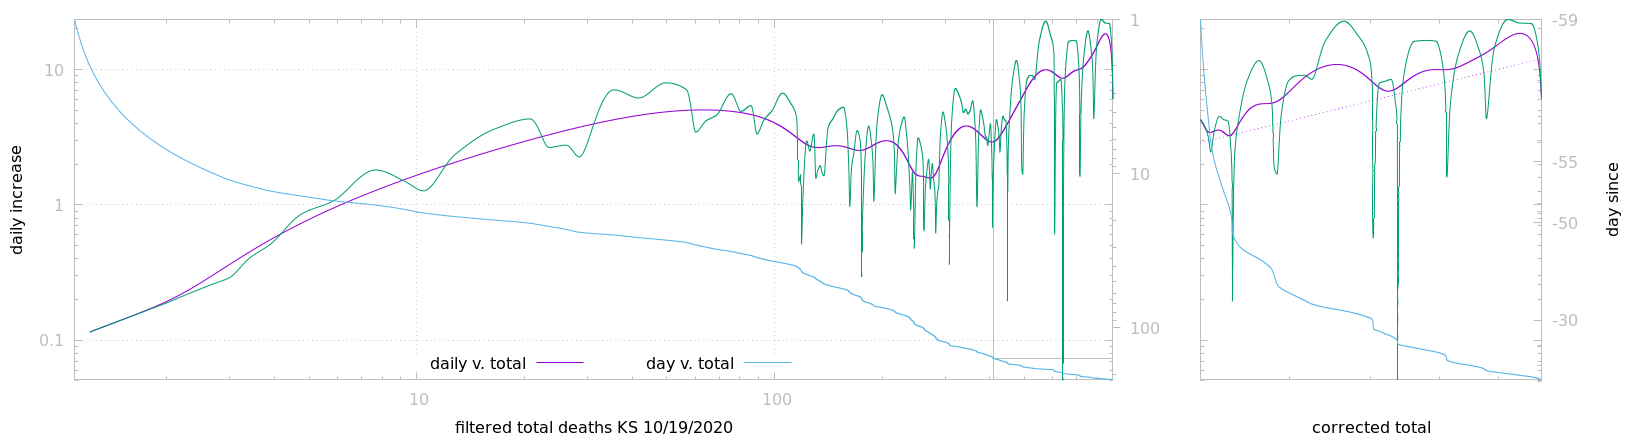 1
-59
10
daily increase
1
0.1
10
100
-55
-50
-30
day since
daily v. total
day v. total
10
100
filtered total deaths KS 10/19/2020
corrected total